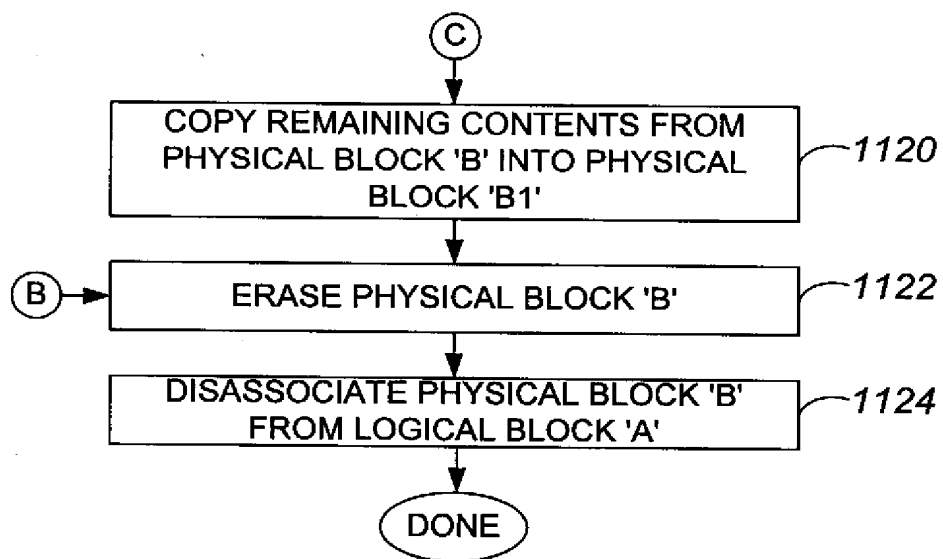 C
COPY REMAINING CONTENTS FROM
PHYSICAL BLOCK 'B' INTO PHYSICAL
BLOCK 'B1'
1120
B
ERASE PHYSICAL BLOCK 'B'
1122
DISASSOCIATE PHYSICAL BLOCK 'B'
FROM LOGICAL BLOCK 'A'
1124
DONE